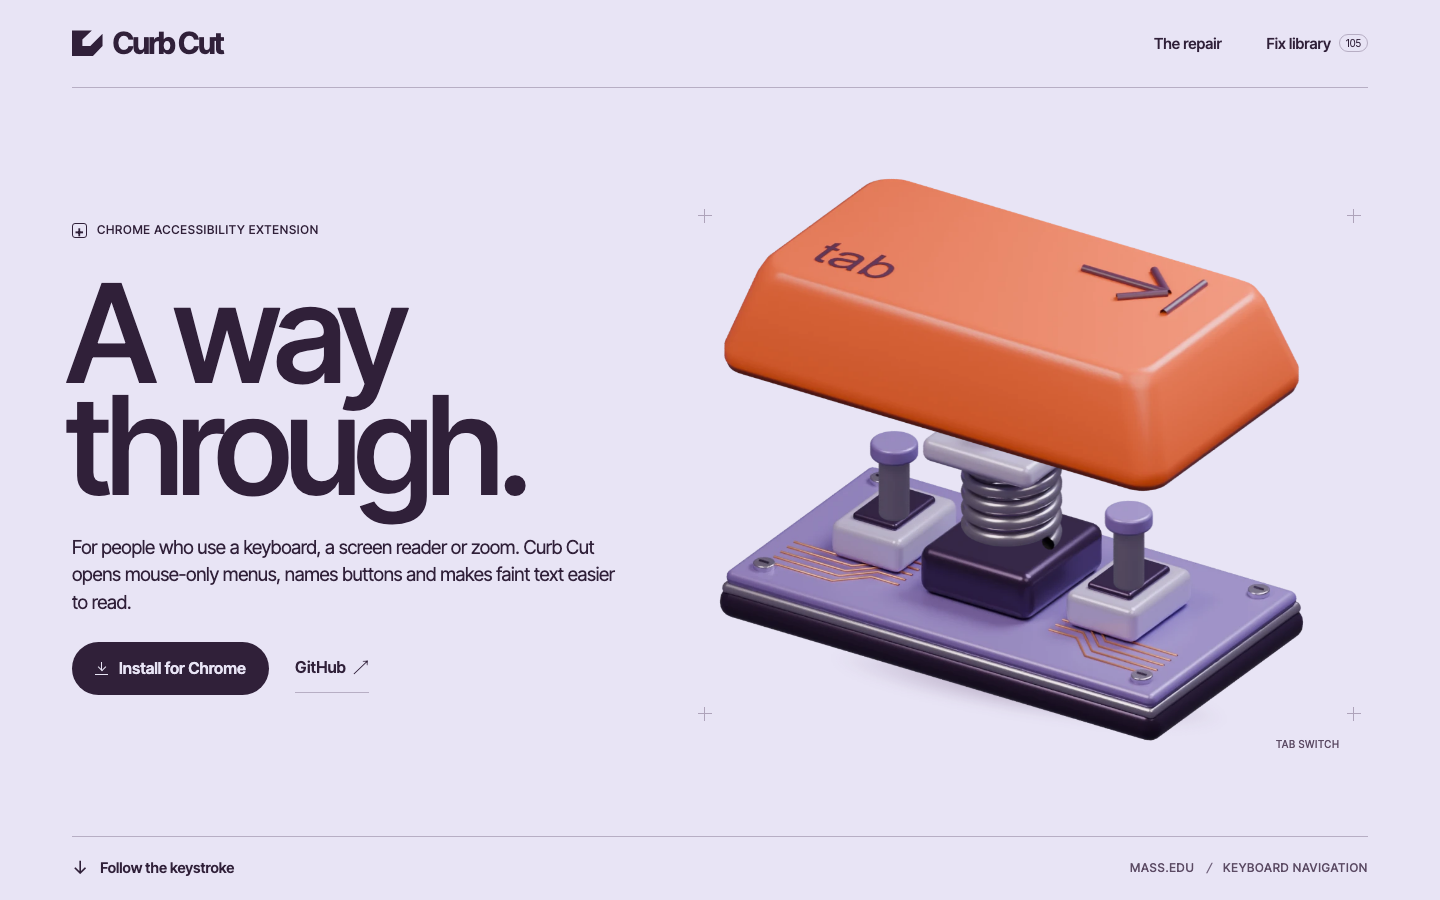 Curb Cut
The repair
Fix library 105
CHROME ACCESSIBILITY EXTENSION
A way
through.
For people who use a keyboard, a screen reader or zoom. Curb Cut
opens mouse-only menus, names buttons and makes faint text easier
to read.
Install for Chrome
GitHub
tab
TAB SWITCH
Follow the keystroke
MASS.EDU / KEYBOARD NAVIGATION